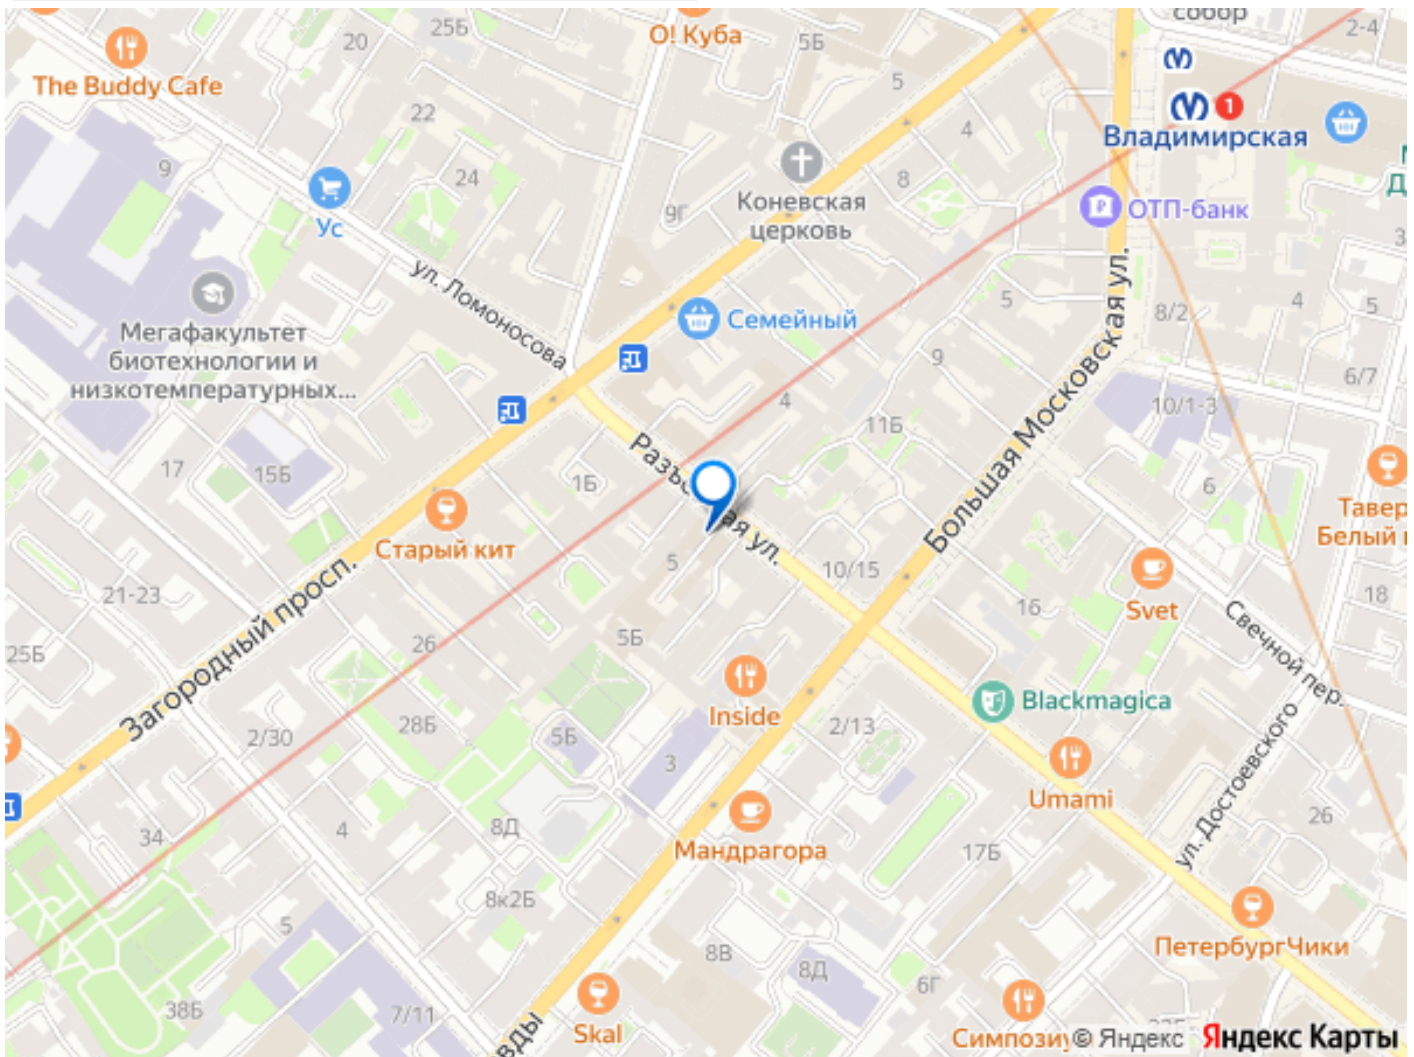 собор
2-4
20
25Б
О! Куба
5Б
The Buddy Cafe
5
22
4
1
Владимирская
9
24
8
Коневская
церковь
9Г
ОТП-банк
Ус
ул. Ломоносова
Мегафакультет
биотехнологии и
низкотемпературных...
Семейный
5
8/2
4
5
3
9
6/7
4
10/1-3
11Б
Большая Московская ул.
17
15Б
1Б
6
Старый кит
5
10/15
Тавер
Белый
21-23
Загородный просп.
16
Svet
18
Свечной пер.
25Б
26
5Б
Inside
Blackmagica
2/30
28Б
5Б
3
2/13
Umami
ул. Достоевского
26
34
4
8Д
Мандрагора
17Б
8к2Б
5
ПетербургЧики
8В
8Д
6Г
38Б
7/11
Skal
ВДЫ
© Яндекс
Яндекс Карты